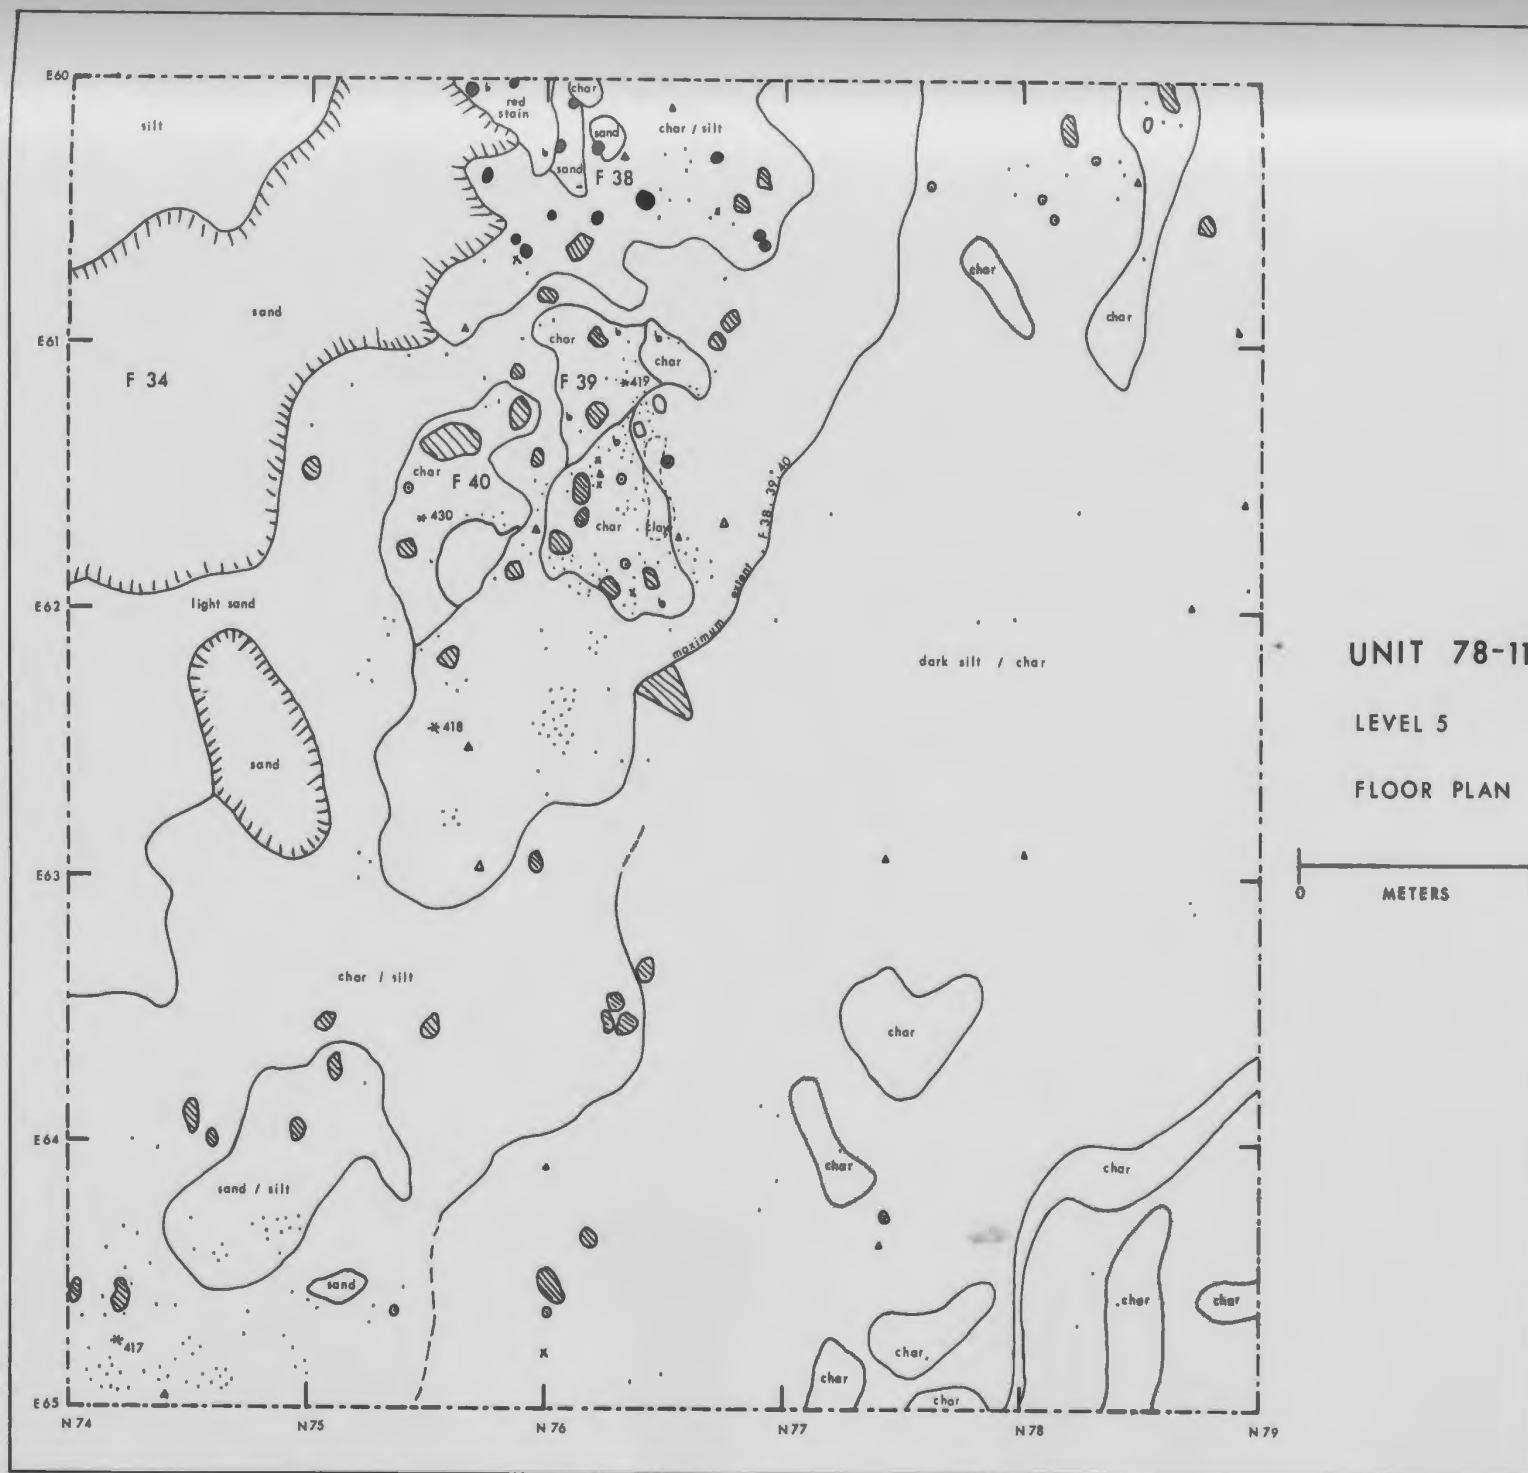 E60
silt
b
red
stain
char
sand
char / silt
b
sand
F 38
x
sand
char
char
E61
char
b
b
char
F 34
F 39
*419
b
b
char
F 40
x
x
*430
char
clay
F 38, 39, 40
extent
maximum
x
b
light sand
E62
dark silt / char
UNIT 78-11
*418
LEVEL 5
sand
FLOOR PLAN
E63
0
METERS
char / silt
char
E64
char
char
sand / silt
sand
char
char
*417
x
char
char
char
E65
N 74
N 75
N 76
N 77
N 78
N 79